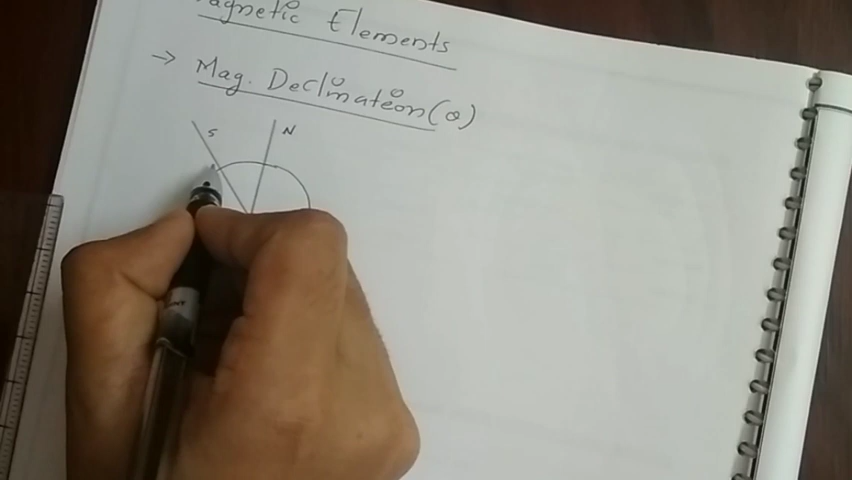 agnetic Elements
→ Mag. Declination (θ)
S N